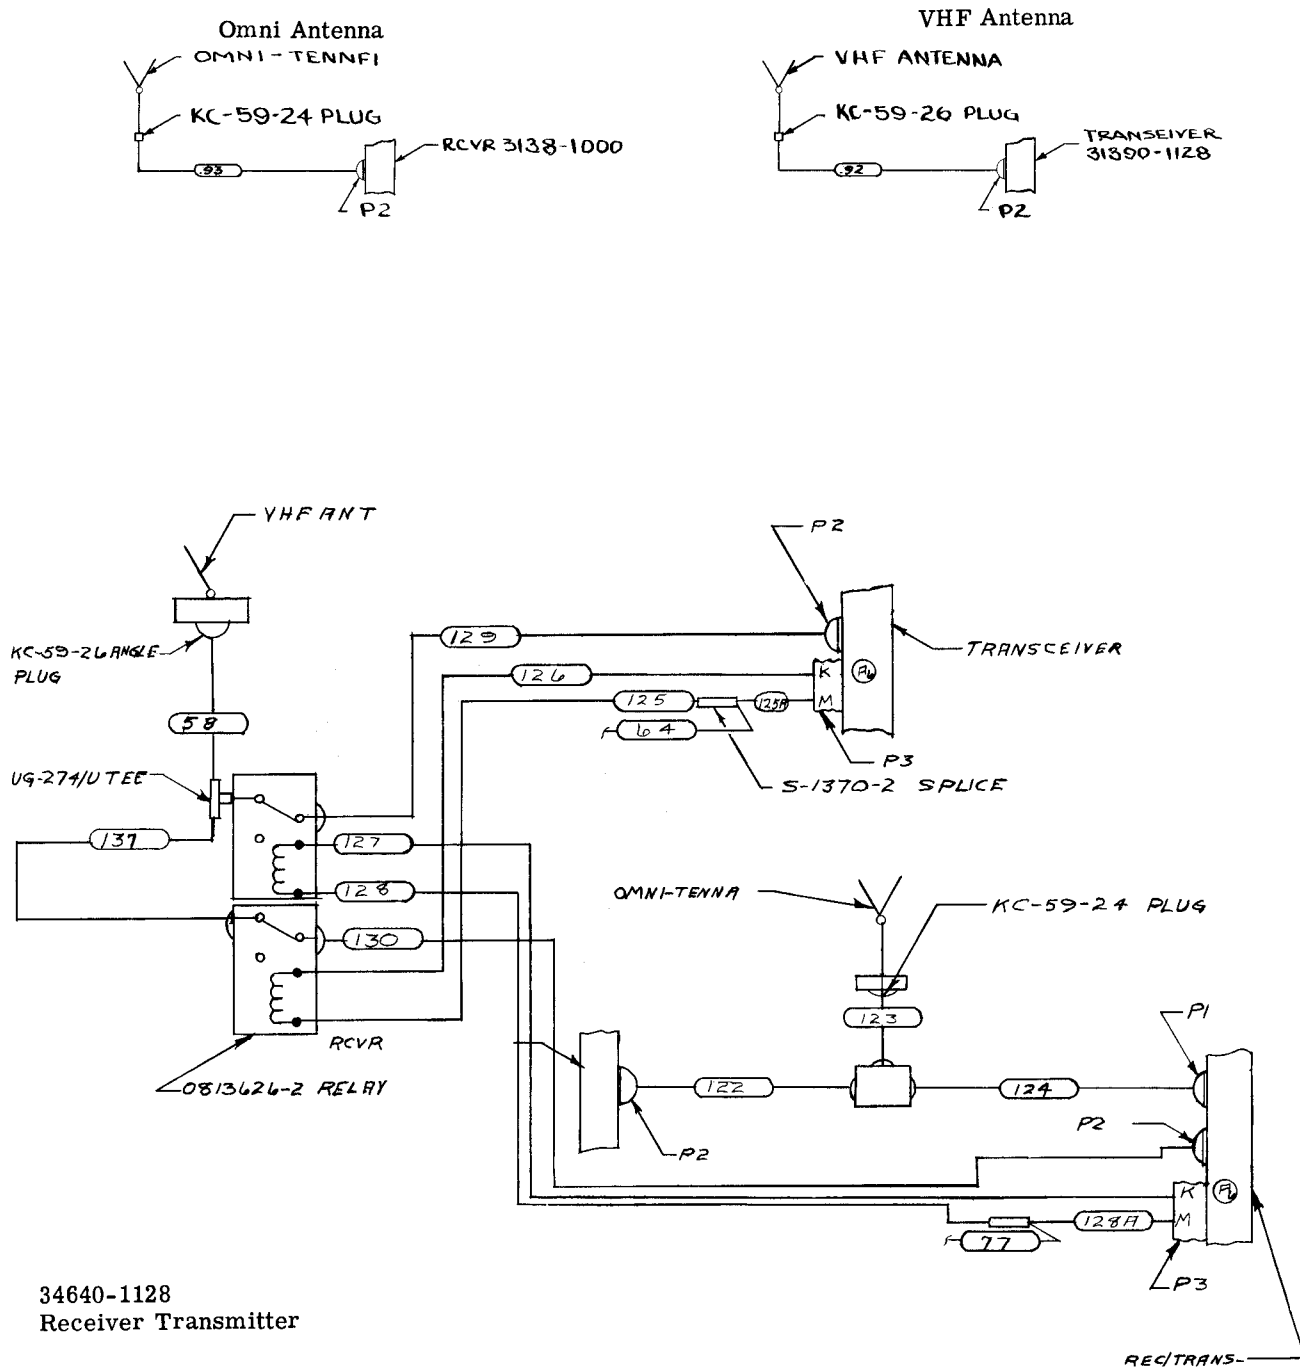 Omni Antenna
OMNI-TENNFI
KC-59-24 PLUG
RCVR 3138-1000
93
P2
VHF Antenna
VHF ANTENNA
KC-59-26 PLUG
TRANSEIVER
31390-1128
92
P2
VHF ANT
P2
KC-59-26 ANGLE
PLUG
129
TRANSCEIVER
126
K
125
125A
M
58
64
P3
UG-274/U TEE
S-1370-2 SPLICE
137
127
128
OMNI-TENNA
KC-59-24 PLUG
130
123
P1
RCVR
0813626-2 RELAY
122
124
P2
P2
K
128A
M
77
P3
34640-1128
Receiver Transmitter
REC/TRANS-